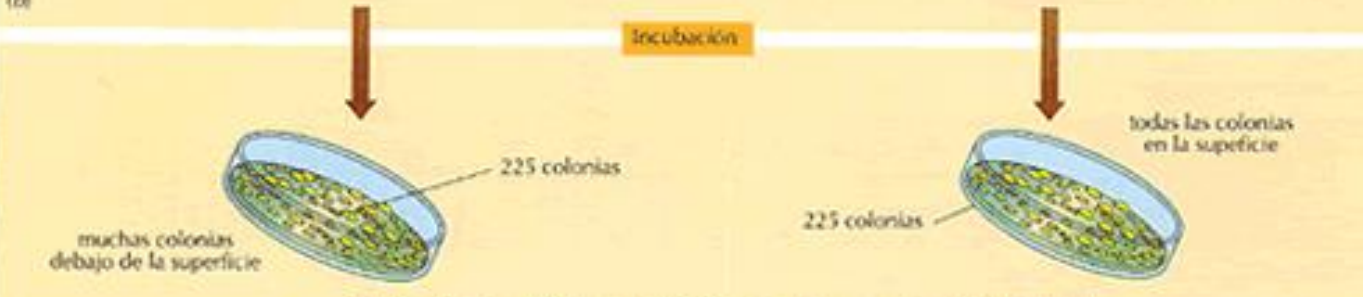 Incubación
225 colonias
muchas colonias
debajo de la superficie
todas las colonias
en la supeficie
225 colonias